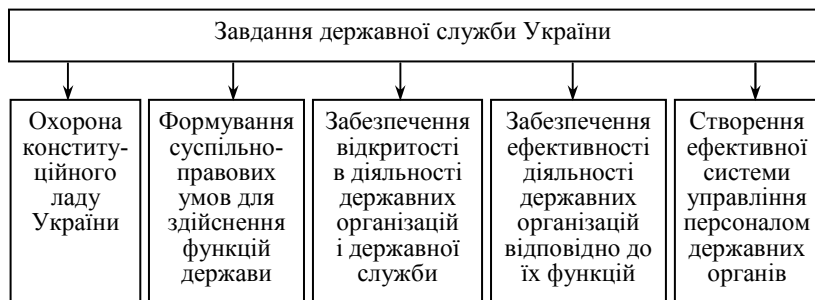 Завдання державної служби України
Охорона
конститу-
ційного
ладу
України
Формування
суспільно-
правових
умов для
здійснення
функцій
держави
Забезпечення
відкритості
в діяльності
державних
організацій
і державної
служби
Забезпечення
ефективності
діяльності
державних
організацій
відповідно до
їх функцій
Створення
ефективної
системи
управління
персоналом
державних
органів